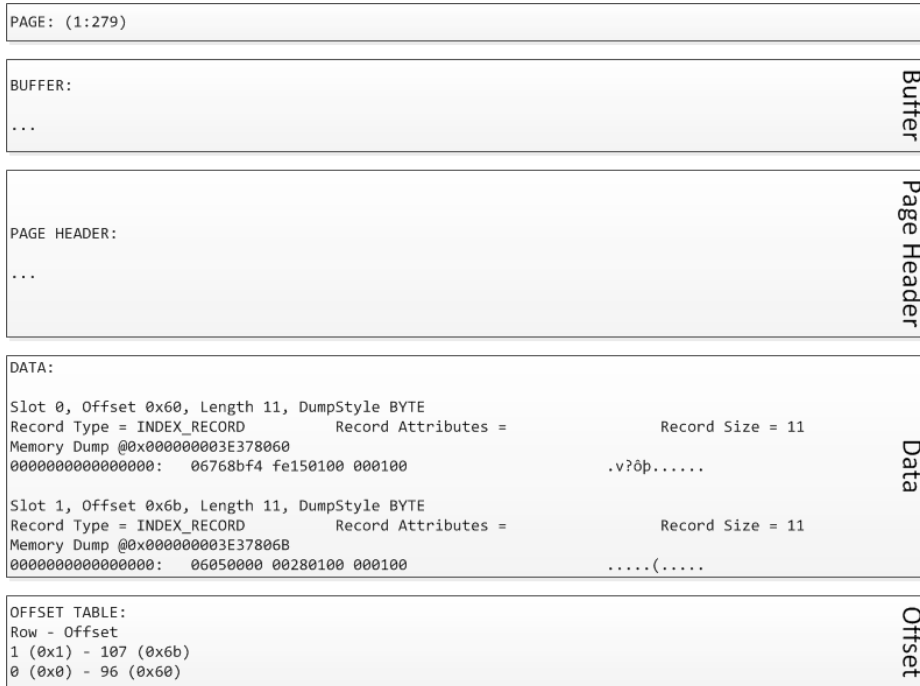 PAGE: (1:279)
BUFFER:
...
Buffer
PAGE HEADER:
...
Page Header
DATA:
Slot 0, Offset 0x60, Length 11, DumpStyle BYTE
Record Type = INDEX_RECORD Record Attributes = Record Size = 11
Memory Dump @0x000000003E378060
0000000000000000: 06768bf4 fe150100 000100 .v?ôþ......
Slot 1, Offset 0x6b, Length 11, DumpStyle BYTE
Record Type = INDEX_RECORD Record Attributes = Record Size = 11
Memory Dump @0x000000003E37806B
0000000000000000: 06050000 00280100 000100 .....(.....
Data
OFFSET TABLE:
Row - Offset
1 (0x1) - 107 (0x6b)
0 (0x0) - 96 (0x60)
Offset